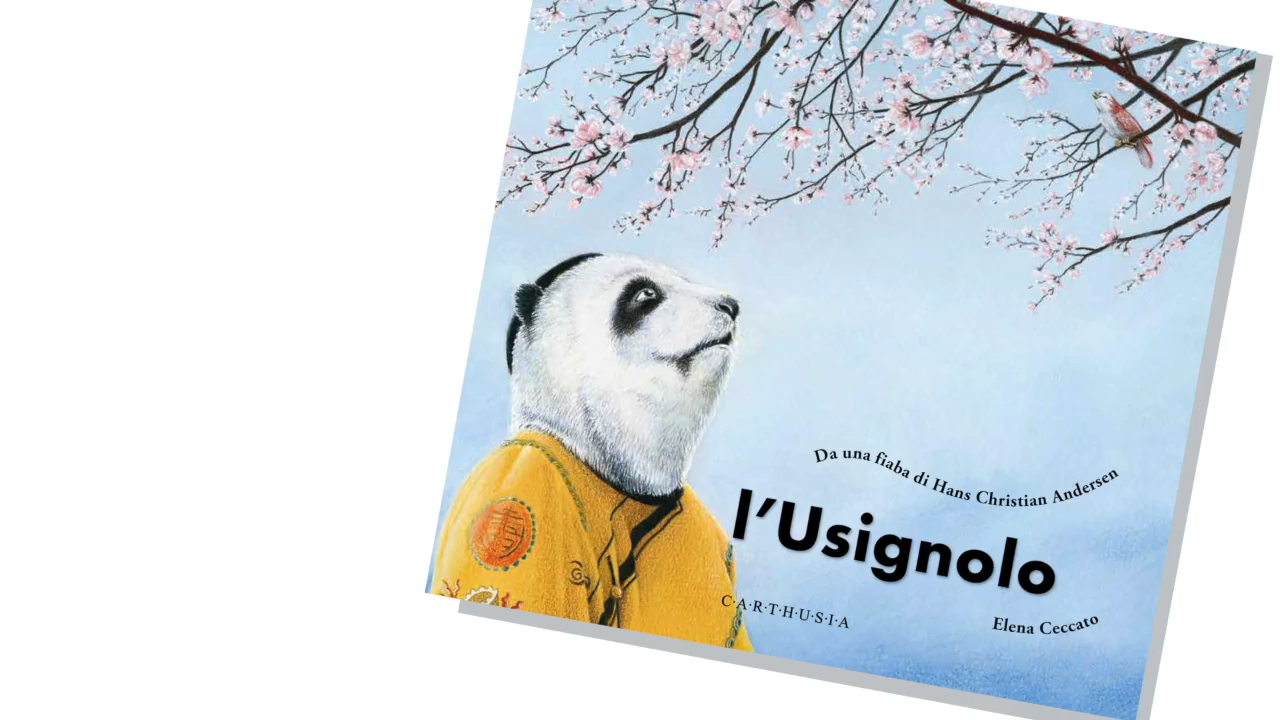 Da una fiaba di Hans Christian Andersen
l'Usignolo
C·A·R·T·H·U·S·I·A
Elena Ceccato